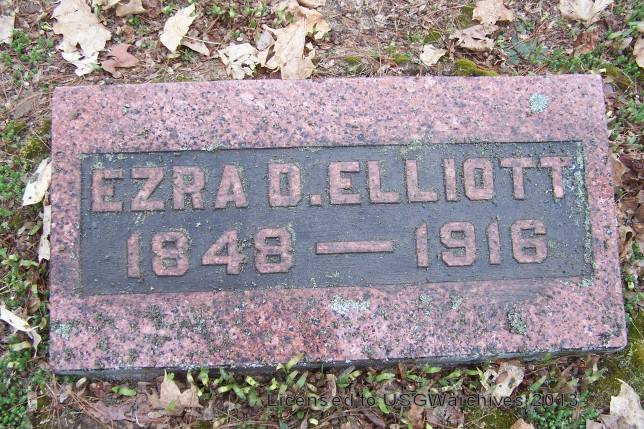 EZRA D. ELLIOTT
1848 — 1916
Licensed to USGWarchives 2013